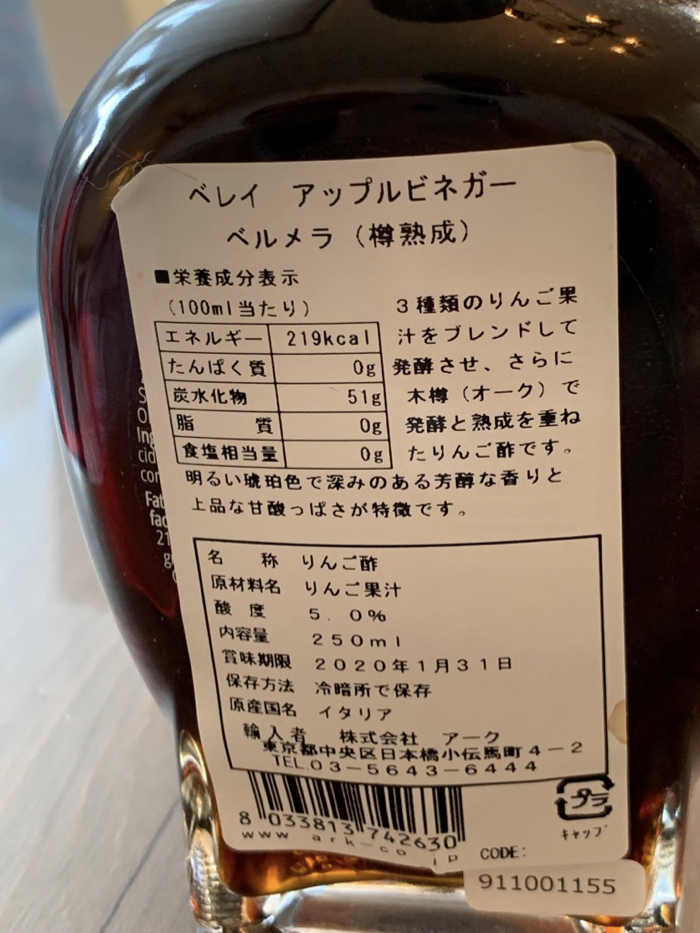 ベレイ アップルビネガー
ベルメラ（樽熟成）
■栄養成分表示
（100ml当たり）
エネルギー 219kcal
たんぱく質 0g
炭水化物 51g
脂質 0g
食塩相当量 0g
３種類のりんご果
汁をブレンドして
発酵させ、さらに
木樽（オーク）で
発酵と熟成を重ね
たりんご酢です。
明るい琥珀色で深みのある芳醇な香りと
上品な甘酸っぱさが特徴です。
名　称 りんご酢
原材料名 りんご果汁
酸度 ５．０％
内容量 ２５０ｍｌ
賞味期限 ２０２０年１月３１日
保存方法 冷暗所で保存
原産国名 イタリア
輸入者 株式会社 アーク
東京都中央区日本橋小伝馬町４－２
TEL.０３－５６４３－６４４４
8 033813 742630
www.ark-co.jp
プラ
キャップ
CODE:
911001155